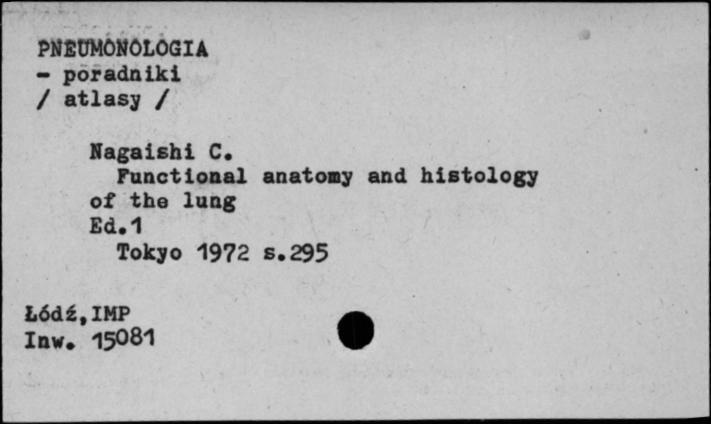 PNEUMONOLOGIA
- poradniki
/ atlasy /
Nagaishi C.
Functional anatomy and histology
of the lung
Ed.1
Tokyo 1972 s.295
Łódź,IMP
Inw. 15081